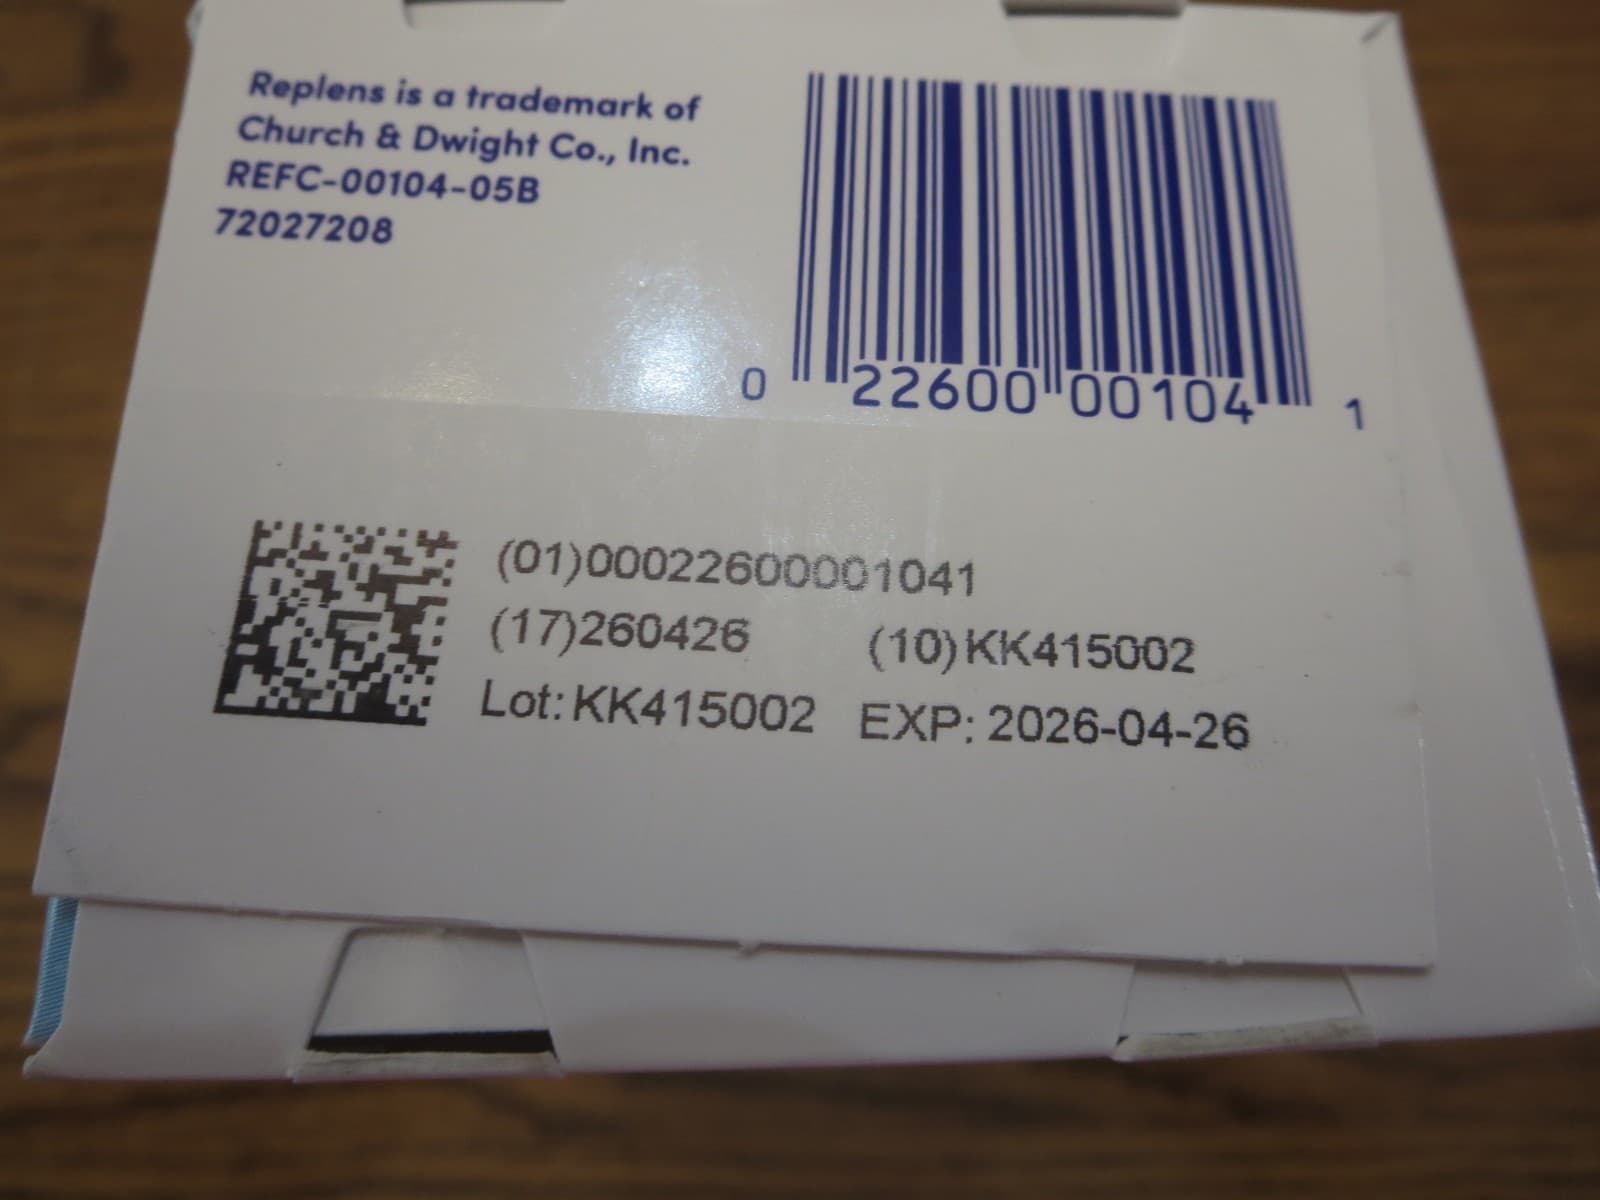 Replens is a trademark of
Church & Dwight Co., Inc.
REFC-00104-05B
72027208
0 22600 00104 1
(01)00022600001041
(17)260426 (10)KK415002
Lot: KK415002 EXP: 2026-04-26